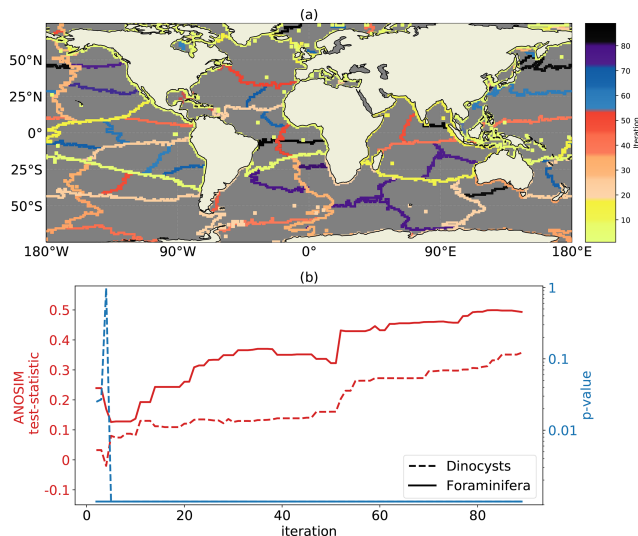 (a)
50°N
25°N
0°
25°S
50°S
180°W
90°W
0°
90°E
180°E
80
70
60
50
40
30
20
10
iteration
(b)
0.5
0.4
0.3
0.2
0.1
0
-0.1
ANOSIM
test-statistic
1
0.1
0.01
p-value
Dinocysts
Foraminifera
0
20
40
60
80
iteration